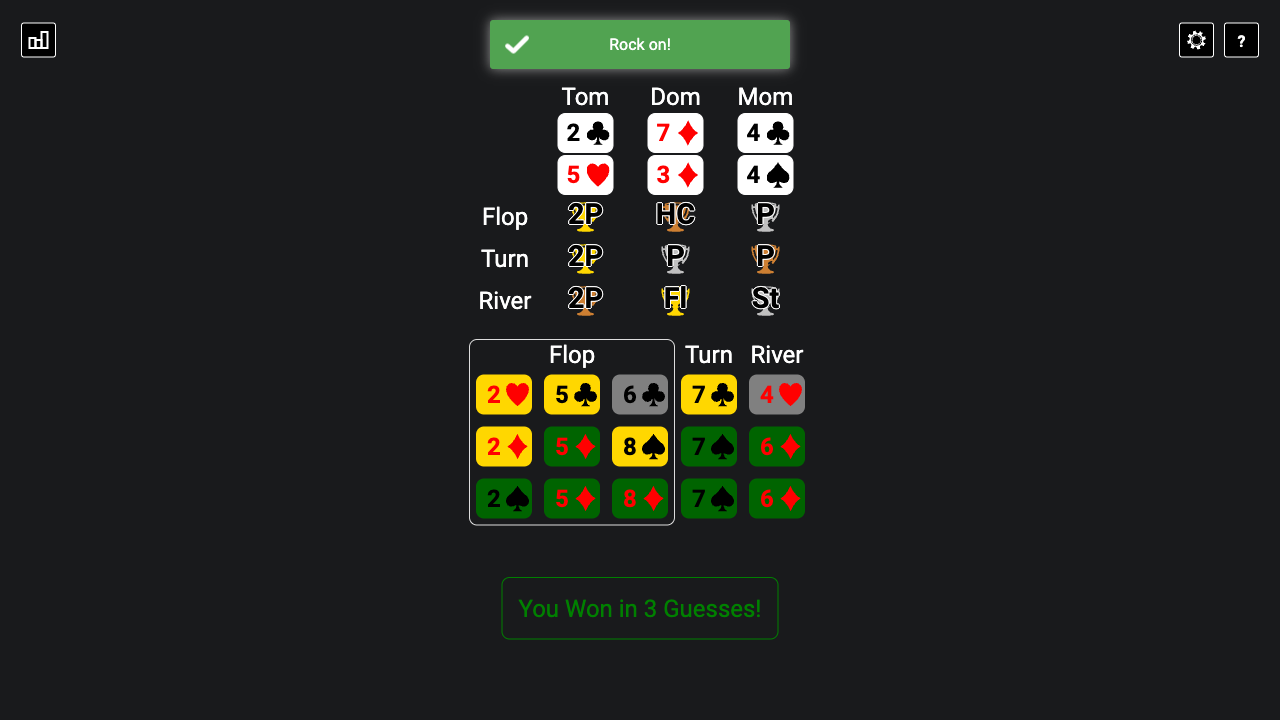 Rock on!
?
Tom Dom Mom
2♣ 7♦ 4♣
5♥ 3♦ 4♠
Flop 2P HC P
Turn 2P P P
River 2P Fl St
Flop Turn River
2♥ 5♣ 6♣ 7♣ 4♥
2♦ 5♦ 8♠ 7♠ 6♦
2♠ 5♦ 8♦ 7♠ 6♦
You Won in 3 Guesses!